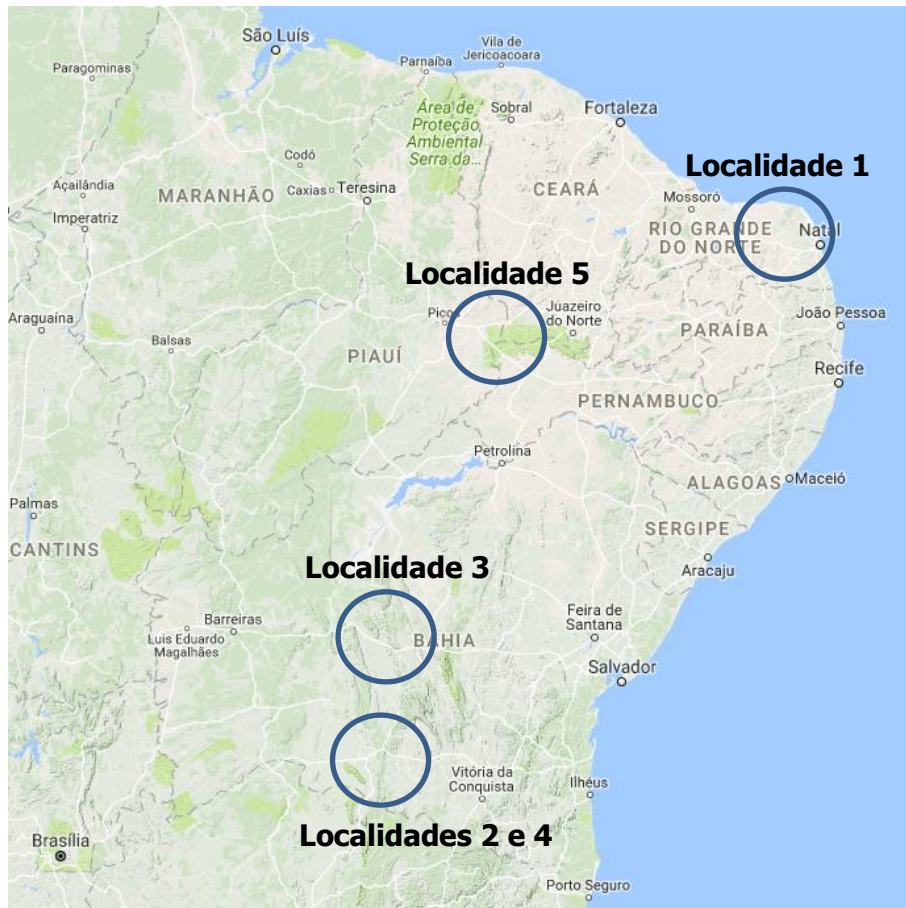 São Luís
Vila de
Jericoacoara
Parnaíba
Paragominas
Área de
Proteção
Ambiental
Serra da...
Sobral
Fortaleza
Localidade 1
Codó
Açailândia
MARANHÃO
Caxias
Teresina
CEARÁ
Mossoró
Imperatriz
RIO GRANDE
DO NORTE
Natal
Localidade 5
Picos
Juazeiro
do Norte
João Pessoa
Araguaína
Balsas
PIAUÍ
PARAÍBA
Recife
PERNAMBUCO
Petrolina
ALAGOAS
Maceió
Palmas
SERGIPE
CANTINS
Localidade 3
Aracaju
Barreiras
Luis Eduardo
Magalhães
BAHIA
Feira de
Santana
Salvador
Vitória da
Conquista
Ilhéus
Localidades 2 e 4
Brasília
Porto Seguro